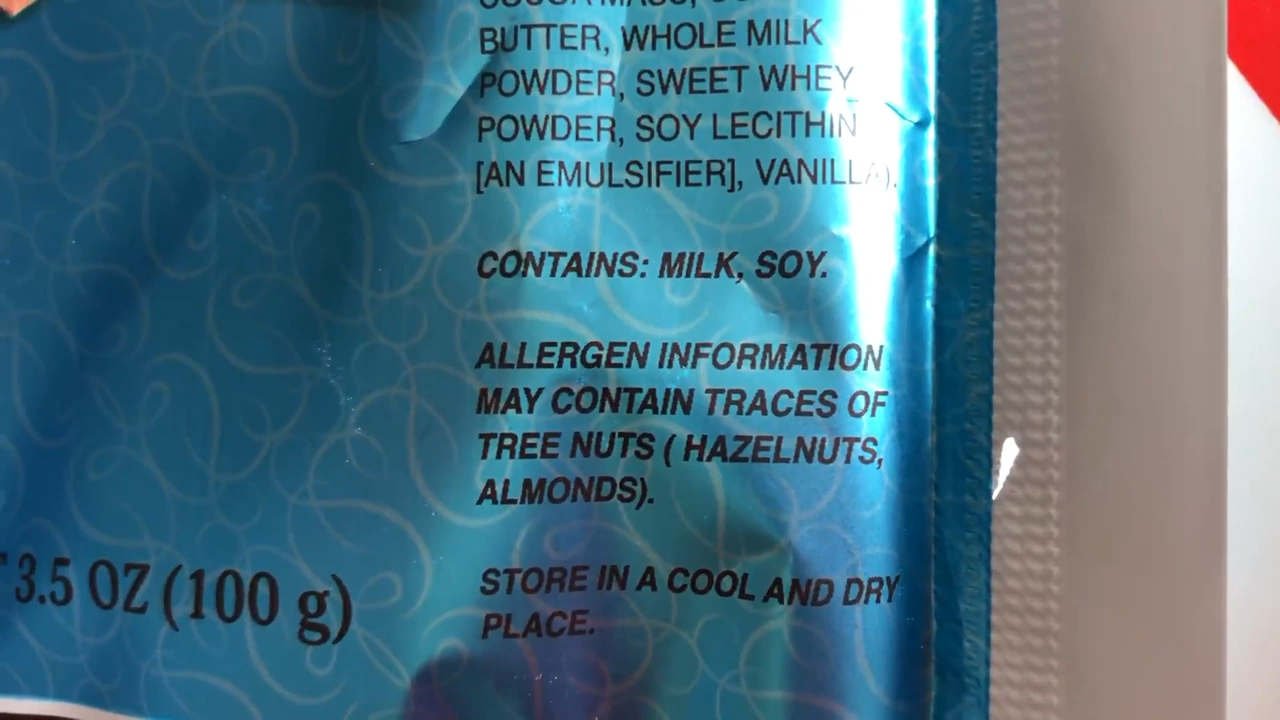 BUTTER, WHOLE MILK
POWDER, SWEET WHEY
POWDER, SOY LECITHIN
[AN EMULSIFIER], VANILLA).
CONTAINS: MILK, SOY.
ALLERGEN INFORMATION
MAY CONTAIN TRACES OF
TREE NUTS ( HAZELNUTS,
ALMONDS).
3.5 OZ (100 g)
STORE IN A COOL AND DRY
PLACE.